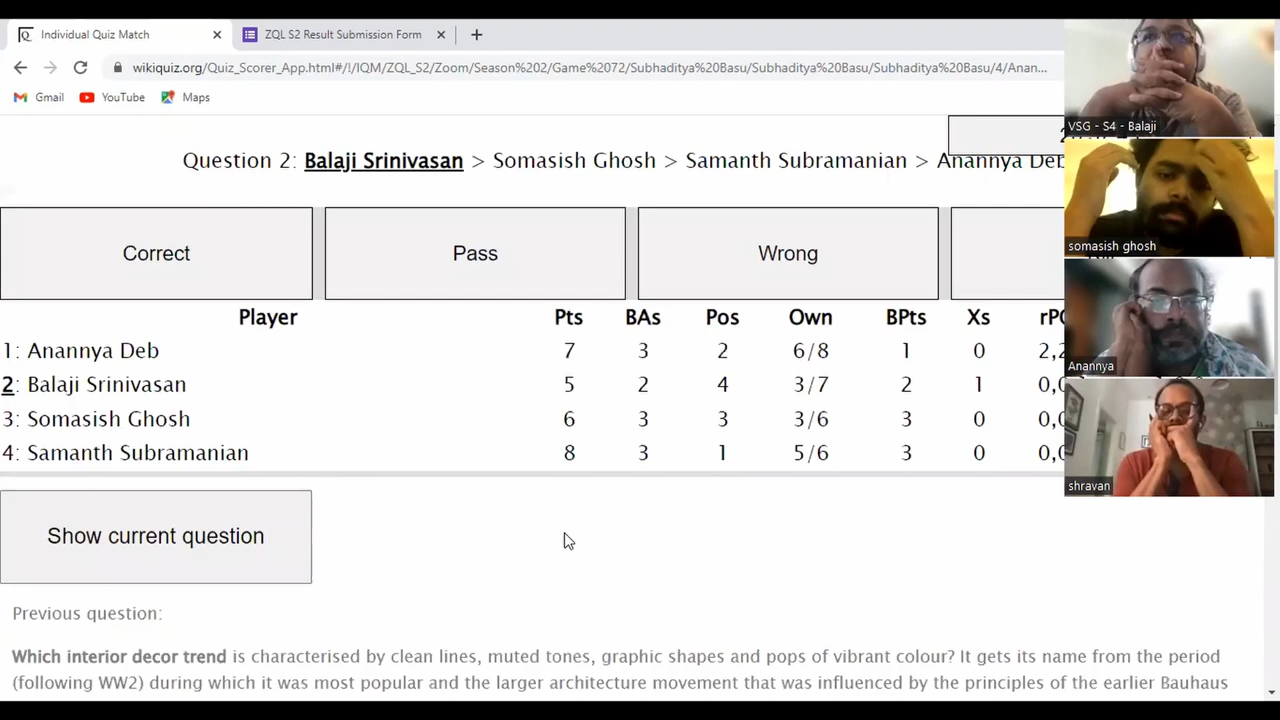 Individual Quiz Match
ZQL S2 Result Submission Form
wikiquiz.org/Quiz_Scorer_App.html#/I/IQM/ZQL_S2/Zoom/Season%202/Game%2072/Subhaditya%20Basu/Subhaditya%20Basu/Subhaditya%20Basu/4/Anan...
Gmail YouTube Maps
VSG - S4 - Balaji
Question 2: Balaji Srinivasan > Somasish Ghosh > Samanth Subramanian > Anannya Deb
Correct Pass Wrong
somasish ghosh
Player Pts BAs Pos Own BPts Xs
1: Anannya Deb 7 3 2 6/8 1 0 2,2
Anannya
2: Balaji Srinivasan 5 2 4 3/7 2 1
3: Somasish Ghosh 6 3 3 3/6 3 0
4: Samanth Subramanian 8 3 1 5/6 3 0
shravan
Show current question
Previous question:
Which interior decor trend is characterised by clean lines, muted tones, graphic shapes and pops of vibrant colour? It gets its name from the period
(following WW2) during which it was most popular and the larger architecture movement that was influenced by the principles of the earlier Bauhaus